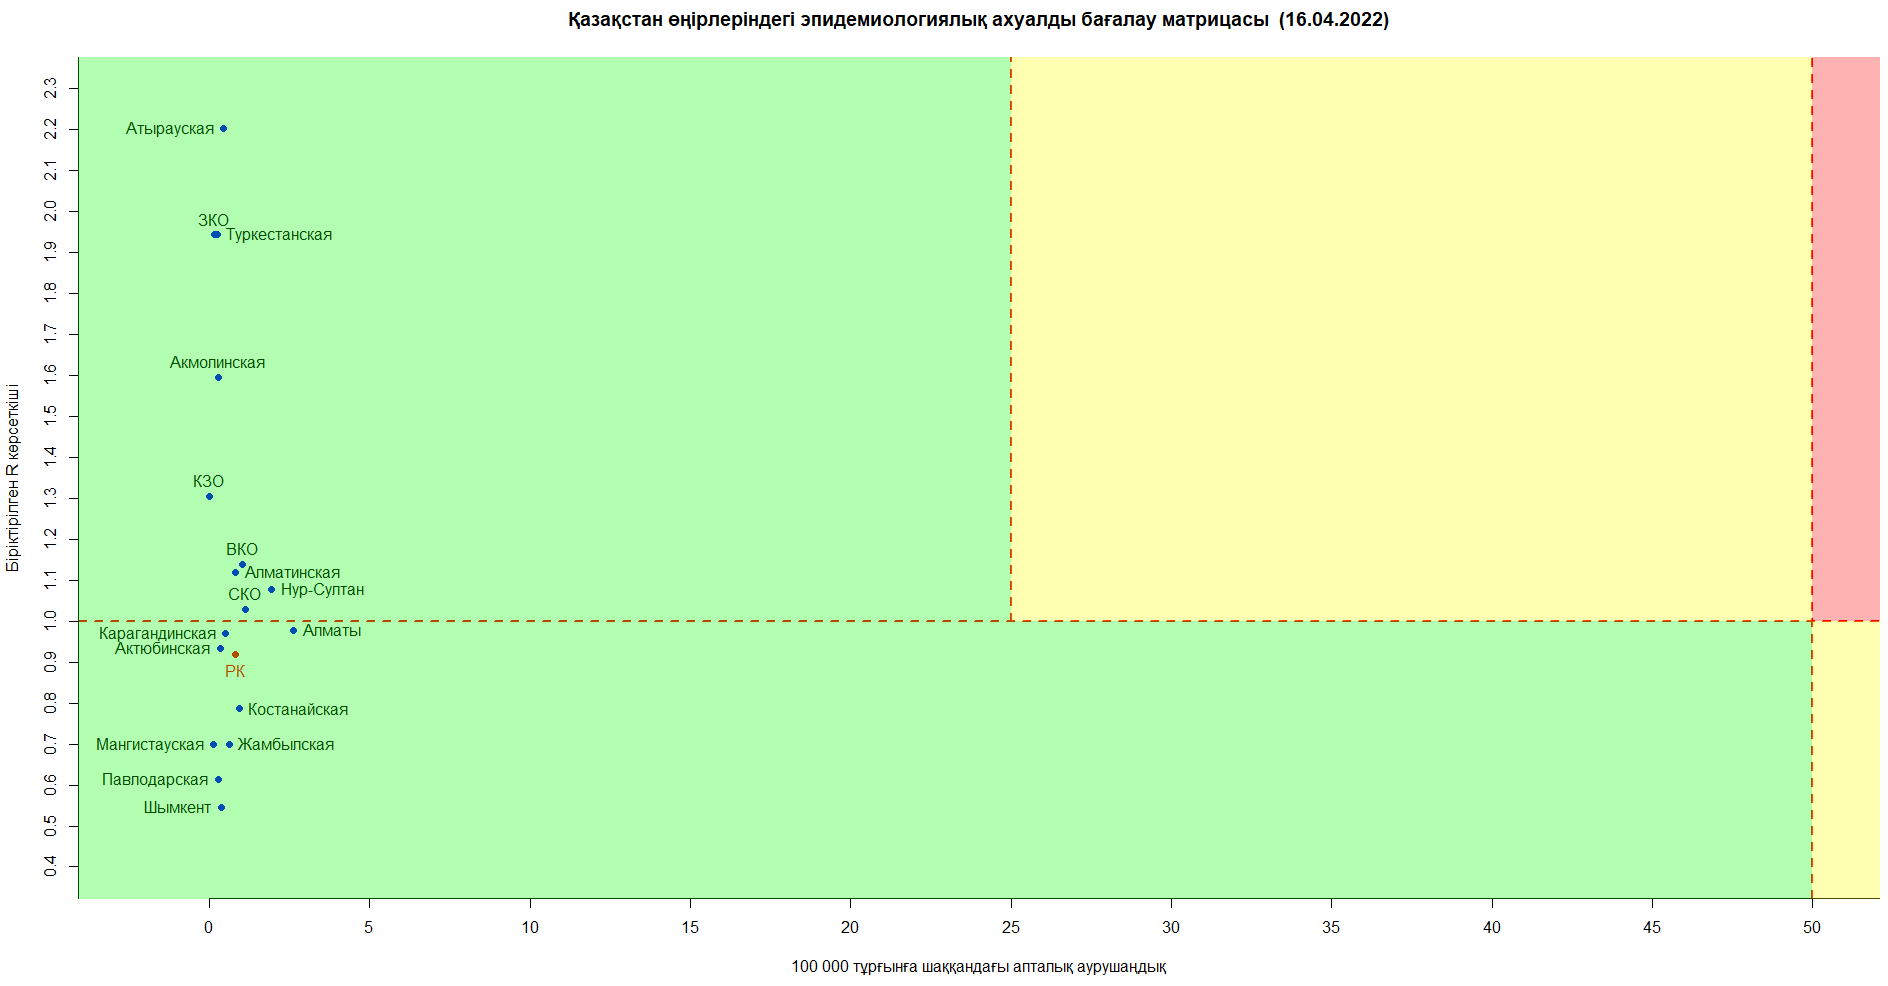 Қазақстан өңірлеріндегі эпидемиологиялық ахуалды бағалау матрицасы (16.04.2022)
Біріктірілген R көрсеткіші
2.3
2.2
2.1
2.0
1.9
1.8
1.7
1.6
1.5
1.4
1.3
1.2
1.1
1.0
0.9
0.8
0.7
0.6
0.5
0.4
Атырауская
ЗКО
Туркестанская
Акмолинская
КЗО
ВКО
Алматинская
Нур-Султан
СКО
Алматы
Карагандинская
Актюбинская
РК
Костанайская
Мангистауская
Жамбылская
Павлодарская
Шымкент
0 5 10 15 20 25 30 35 40 45 50
100 000 тұрғынға шаққандағы апталық аурушаңдық